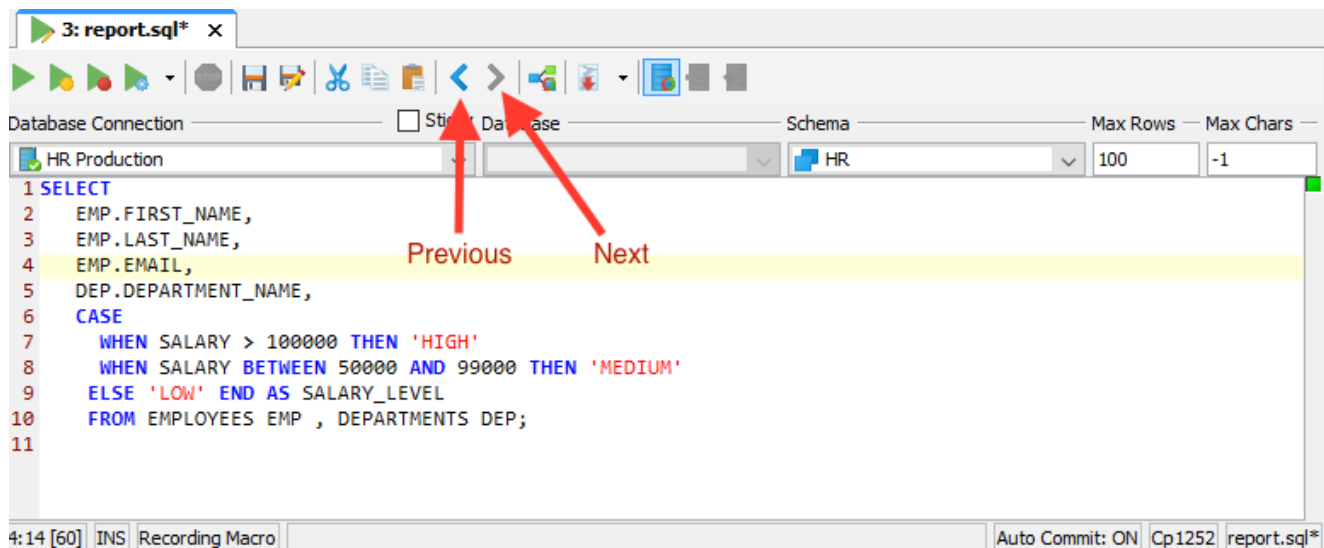 3: report.sql* ×
STOP
Database Connection Sticky Database Schema Max Rows Max Chars
HR Production HR 100 -1
1 SELECT
2 EMP.FIRST_NAME,
3 EMP.LAST_NAME,
Previous Next
4 EMP.EMAIL,
5 DEP.DEPARTMENT_NAME,
6 CASE
7 WHEN SALARY > 100000 THEN 'HIGH'
8 WHEN SALARY BETWEEN 50000 AND 99000 THEN 'MEDIUM'
9 ELSE 'LOW' END AS SALARY_LEVEL
10 FROM EMPLOYEES EMP , DEPARTMENTS DEP;
11
4:14 [60] INS Recording Macro Auto Commit: ON Cp1252 report.sql*